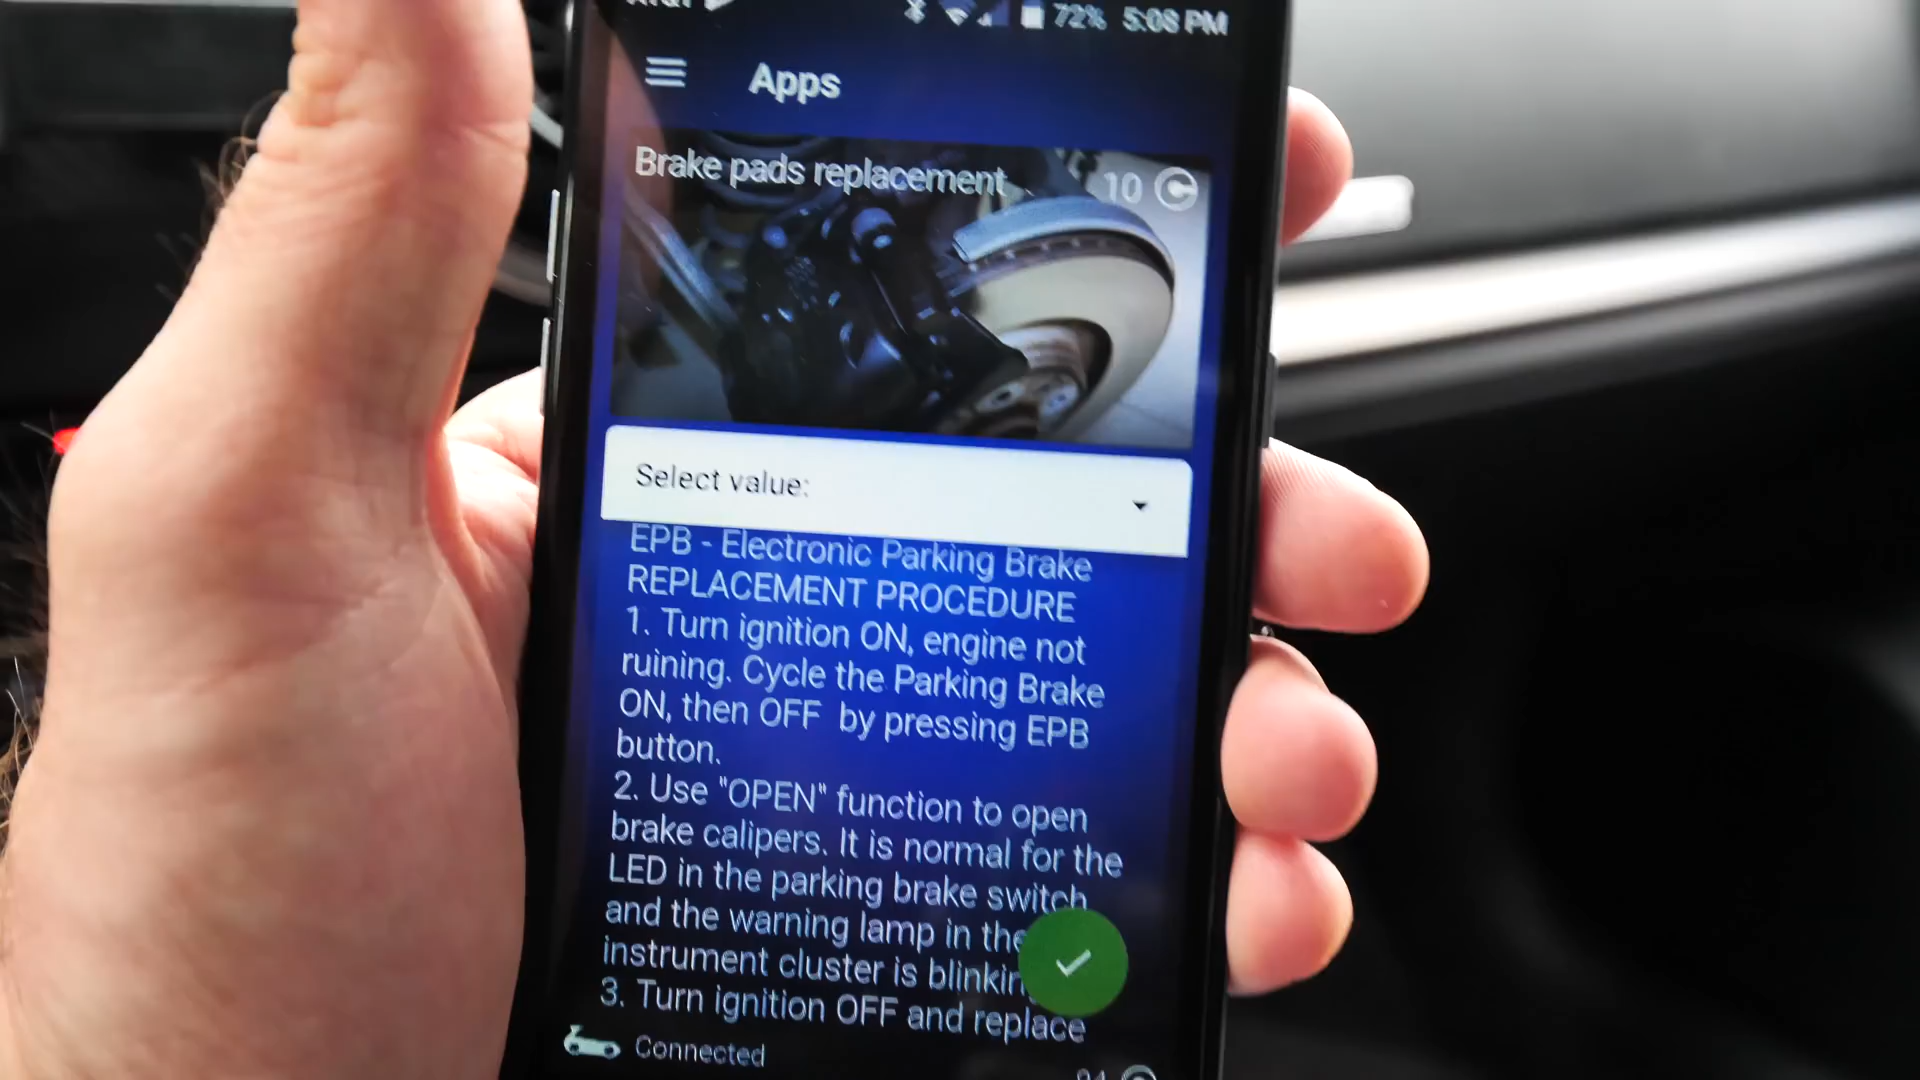 AT&T
72% 5:08 PM
Apps
Brake pads replacement 10
Select value:
EPB - Electronic Parking Brake
REPLACEMENT PROCEDURE
1. Turn ignition ON, engine not
ruining. Cycle the Parking Brake
ON, then OFF by pressing EPB
button.
2. Use "OPEN" function to open
brake calipers. It is normal for the
LED in the parking brake switch
and the warning lamp in the
instrument cluster is
3. Turn ignition OFF and replace
Connected